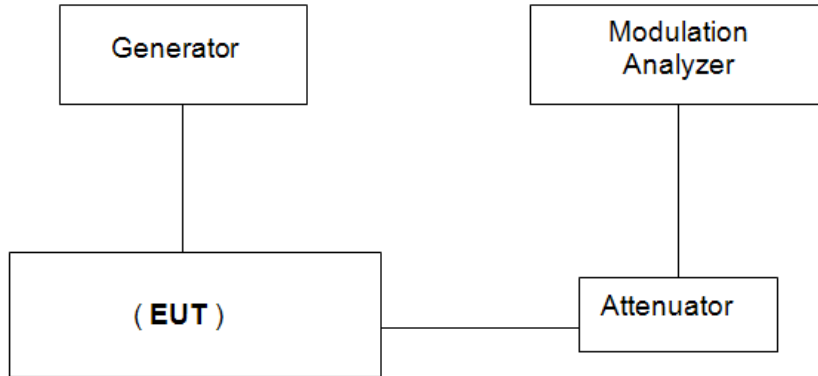 Generator
Modulation
Analyzer
( EUT )
Attenuator